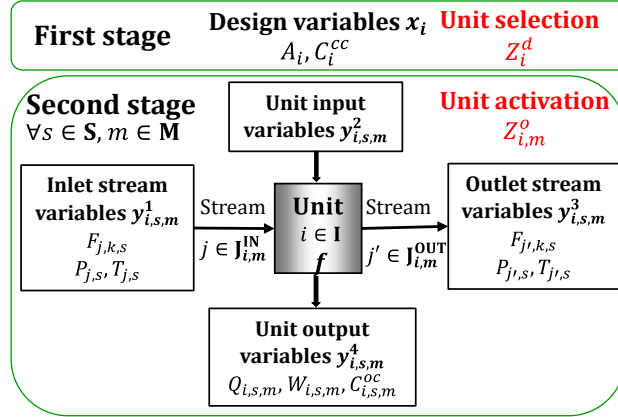 First stage
Design variables x_i
A_i, C_i^{cc}
Unit selection
Z_i^d
Second stage
∀s ∈ S, m ∈ M
Unit input
variables y_{i,s,m}^2
Unit activation
Z_{i,m}^o
Inlet stream
variables y_{i,s,m}^1
F_{j,k,s}
P_{j,s}, T_{j,s}
Stream
j ∈ J_{i,m}^{IN}
Unit
i ∈ I
f
Stream
j′ ∈ J_{i,m}^{OUT}
Outlet stream
variables y_{i,s,m}^3
F_{j′,k,s}
P_{j′,s}, T_{j′,s}
Unit output
variables y_{i,s,m}^4
Q_{i,s,m}, W_{i,s,m}, C_{i,s,m}^{oc}